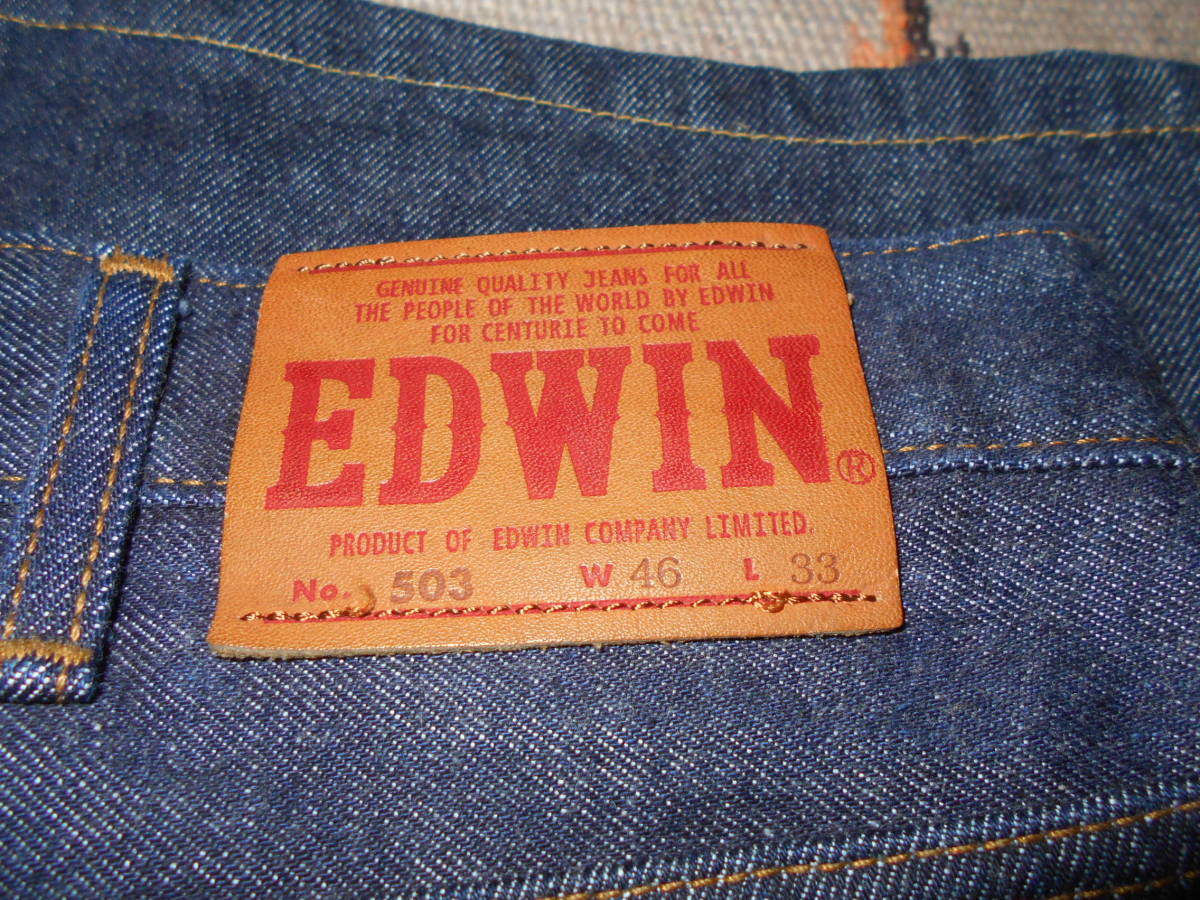 GENUINE QUALITY JEANS FOR ALL
THE PEOPLE OF THE WORLD BY EDWIN
FOR CENTURIE TO COME
EDWIN®
PRODUCT OF EDWIN COMPANY LIMITED.
No. 503 W 46 L 33